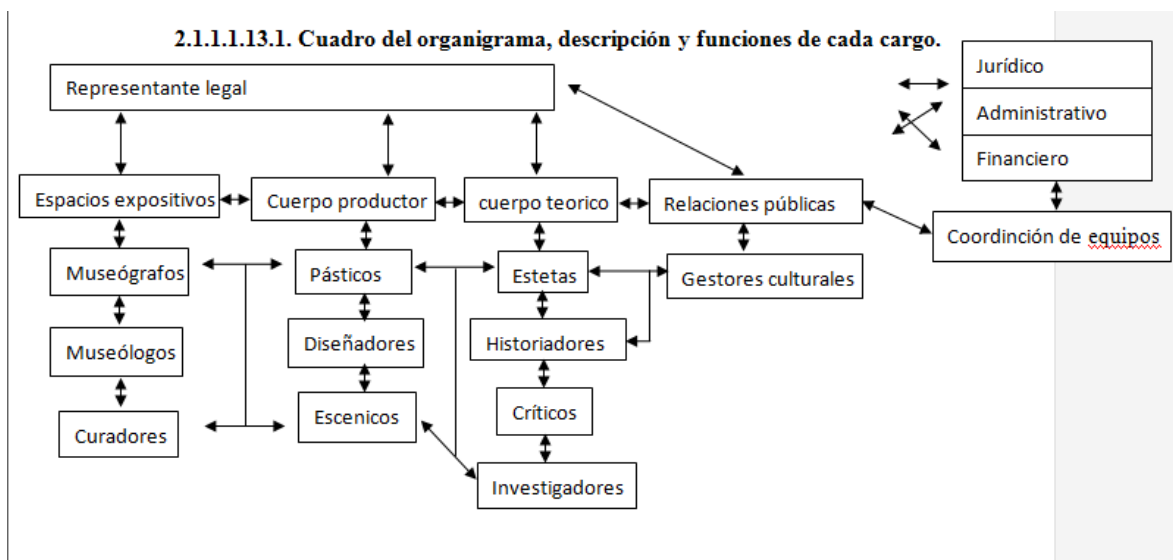 2.1.1.1.13.1. Cuadro del organigrama, descripción y funciones de cada cargo.
Representante legal
Jurídico
Administrativo
Financiero
Espacios expositivos
Cuerpo productor
cuerpo teorico
Relaciones públicas
Coordinción de equipos
Museógrafos
Pásticos
Estetas
Gestores culturales
Museólogos
Diseñadores
Historiadores
Curadores
Escenicos
Críticos
Investigadores